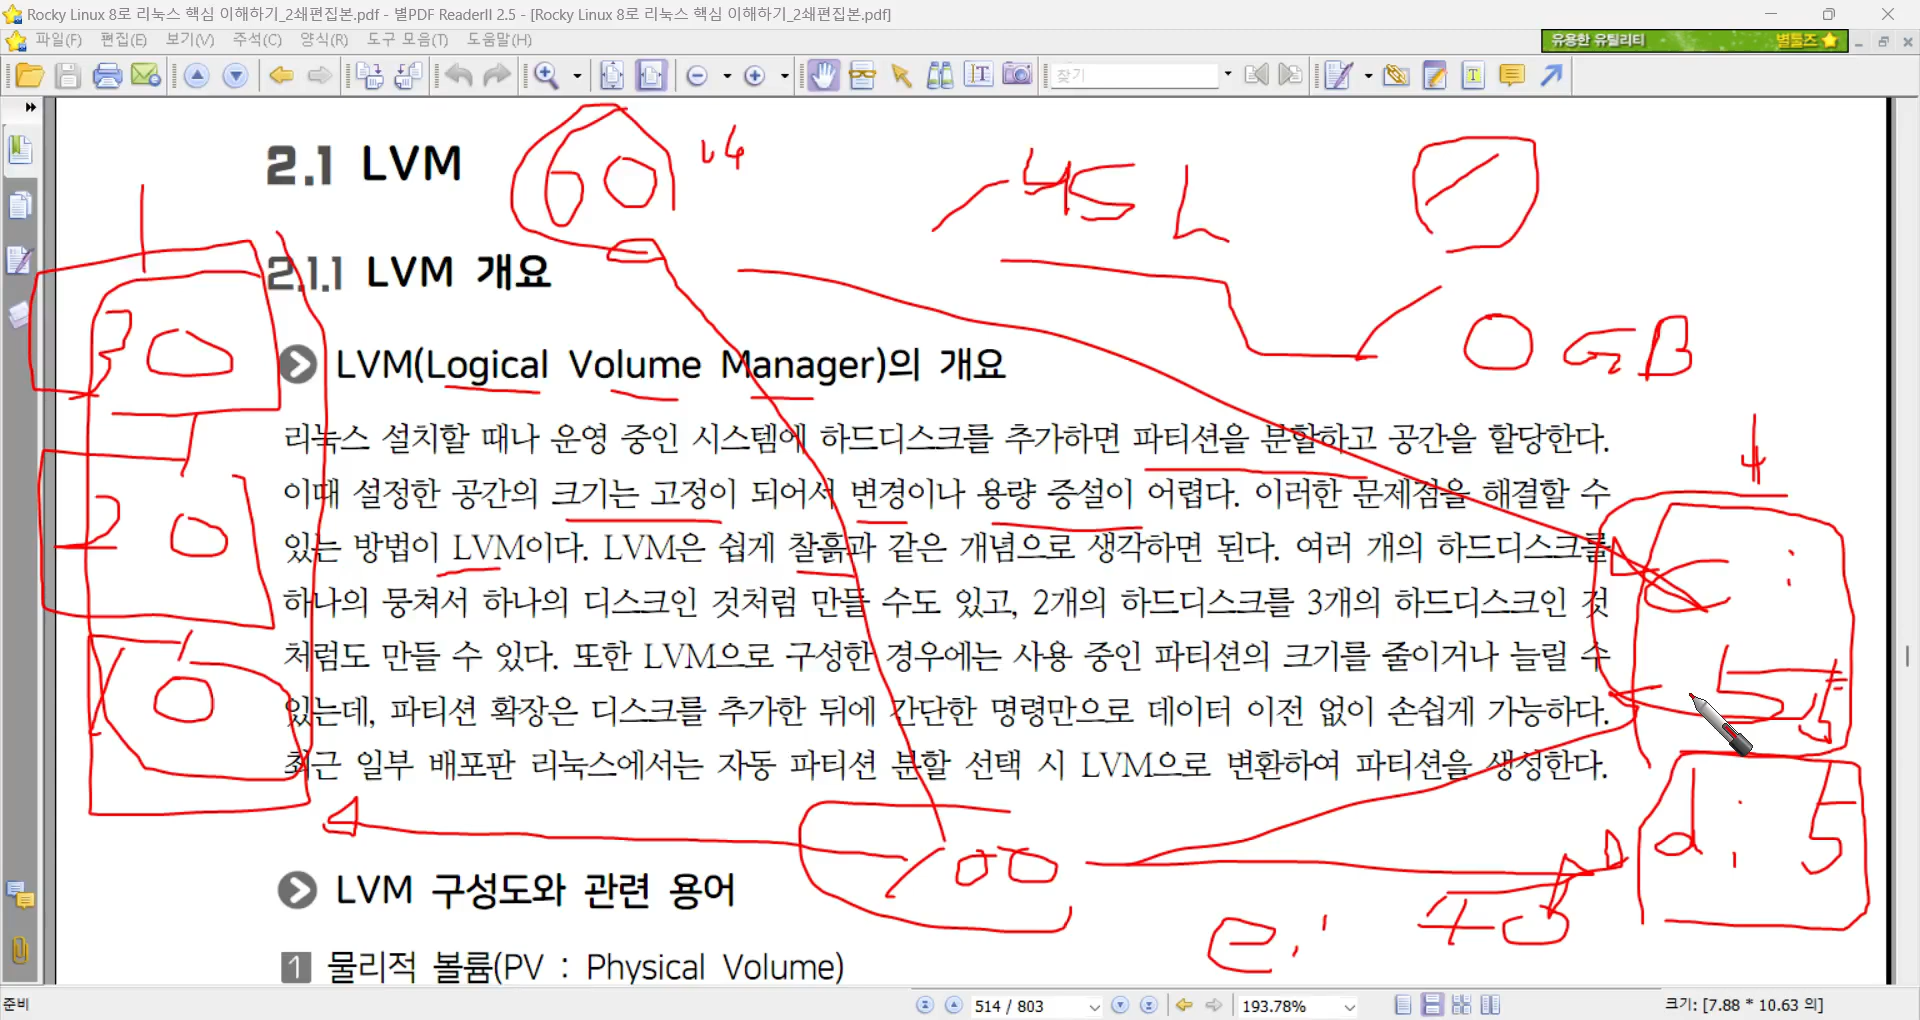 Rocky Linux 8로 리눅스 핵심 이해하기_2쇄편집본.pdf - 별PDF ReaderII 2.5 - [Rocky Linux 8로 리눅스 핵심 이해하기_2쇄편집본.pdf]
파일(F) 편집(E) 보기(V) 주석(C) 양식(R) 도구 모음(T) 도움말(H)
유용한 유틸리티 별툴즈
찾기
2.1 LVM
60
45 L
2.1.1 LVM 개요
30
0 GB
LVM(Logical Volume Manager)의 개요
리눅스 설치할 때나 운영 중인 시스템에 하드디스크를 추가하면 파티션을 분할하고 공간을 할당한다.
이때 설정한 공간의 크기는 고정이 되어서 변경이나 용량 증설이 어렵다. 이러한 문제점을 해결할 수
20
있는 방법이 LVM이다. LVM은 쉽게 찰흙과 같은 개념으로 생각하면 된다. 여러 개의 하드디스크를
c:
하나의 뭉쳐서 하나의 디스크인 것처럼 만들 수도 있고, 2개의 하드디스크를 3개의 하드디스크인 것
처럼도 만들 수 있다. 또한 LVM으로 구성한 경우에는 사용 중인 파티션의 크기를 줄이거나 늘릴 수
있는데, 파티션 확장은 디스크를 추가한 뒤에 간단한 명령만으로 데이터 이전 없이 손쉽게 가능하다.
최근 일부 배포판 리눅스에서는 자동 파티션 분할 선택 시 LVM으로 변환하여 파티션을 생성한다.
d: 5
100
LVM 구성도와 관련 용어
e:
40
1 물리적 볼륨(PV : Physical Volume)
준비
514 / 803
193.78%
크기: [7.88 * 10.63 의]